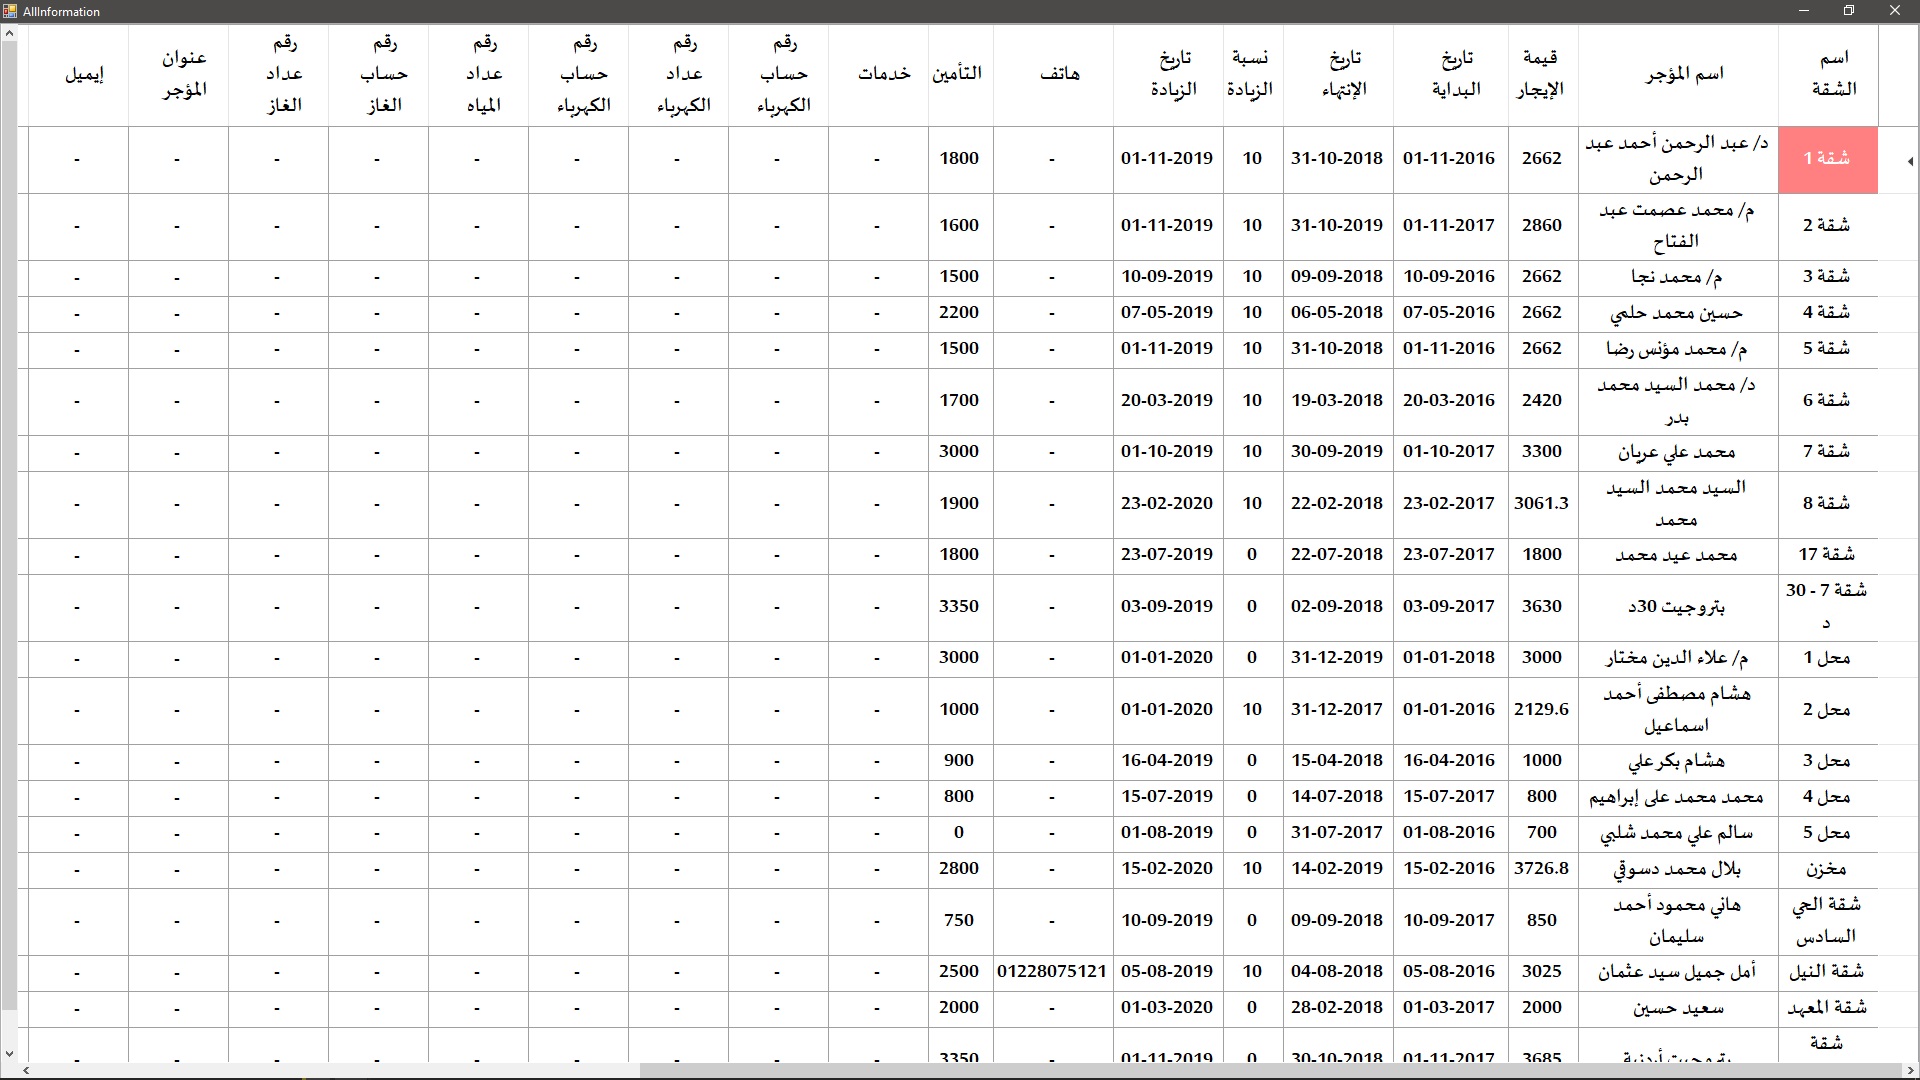 AllInformation
اسم الشقة	اسم المؤجر	قيمة الإيجار	تاريخ البداية	تاريخ الإنتهاء	نسبة الزيادة	تاريخ الزيادة	هاتف	التأمين	خدمات	رقم حساب الكهرباء	رقم عداد الكهرباء	رقم حساب الكهرباء	رقم عداد المياه	رقم حساب الغاز	رقم عداد الغاز	عنوان المؤجر	إيميل
شقة 1	د/ عبد الرحمن أحمد عبد الرحمن	2662	01-11-2016	31-10-2018	10	01-11-2019	-	1800	-	-	-	-	-	-	-	-	-
شقة 2	م/ محمد عصمت عبد الفتاح	2860	01-11-2017	31-10-2019	10	01-11-2019	-	1600	-	-	-	-	-	-	-	-	-
شقة 3	م/ محمد نجا	2662	10-09-2016	09-09-2018	10	10-09-2019	-	1500	-	-	-	-	-	-	-	-	-
شقة 4	حسين محمد حلمي	2662	07-05-2016	06-05-2018	10	07-05-2019	-	2200	-	-	-	-	-	-	-	-	-
شقة 5	م/ محمد مؤنس رضا	2662	01-11-2016	31-10-2018	10	01-11-2019	-	1500	-	-	-	-	-	-	-	-	-
شقة 6	د/ محمد السيد محمد بدر	2420	20-03-2016	19-03-2018	10	20-03-2019	-	1700	-	-	-	-	-	-	-	-	-
شقة 7	محمد علي عريان	3300	01-10-2017	30-09-2019	10	01-10-2019	-	3000	-	-	-	-	-	-	-	-	-
شقة 8	السيد محمد السيد محمد	3061.3	23-02-2017	22-02-2018	10	23-02-2020	-	1900	-	-	-	-	-	-	-	-	-
شقة 17	محمد عيد محمد	1800	23-07-2017	22-07-2018	0	23-07-2019	-	1800	-	-	-	-	-	-	-	-	-
شقة 7 - 30 د	بتروجيت 30د	3630	03-09-2017	02-09-2018	0	03-09-2019	-	3350	-	-	-	-	-	-	-	-	-
محل 1	م/ علاء الدين مختار	3000	01-01-2018	31-12-2019	0	01-01-2020	-	3000	-	-	-	-	-	-	-	-	-
محل 2	هشام مصطفى أحمد اسماعيل	2129.6	01-01-2016	31-12-2017	10	01-01-2020	-	1000	-	-	-	-	-	-	-	-	-
محل 3	هشام بكر علي	1000	16-04-2016	15-04-2018	0	16-04-2019	-	900	-	-	-	-	-	-	-	-	-
محل 4	محمد محمد على إبراهيم	800	15-07-2017	14-07-2018	0	15-07-2019	-	800	-	-	-	-	-	-	-	-	-
محل 5	سالم علي محمد شلبي	700	01-08-2016	31-07-2017	0	01-08-2019	-	0	-	-	-	-	-	-	-	-	-
مخزن	بلال محمد دسوقي	3726.8	15-02-2016	14-02-2019	10	15-02-2020	-	2800	-	-	-	-	-	-	-	-	-
شقة الحي السادس	هاني محمود أحمد سليمان	850	10-09-2017	09-09-2018	0	10-09-2019	-	750	-	-	-	-	-	-	-	-	-
شقة النيل	أمل جميل سيد عثمان	3025	05-08-2016	04-08-2018	10	05-08-2019	01228075121	2500	-	-	-	-	-	-	-	-	-
شقة المعهد	سعيد حسين	2000	01-03-2017	28-02-2018	0	01-03-2020	-	2000	-	-	-	-	-	-	-	-	-
شقة	بتروجيت أردنية	3685	01-11-2017	30-10-2018	0	01-11-2019	-	3350	-	-	-	-	-	-	-	-	-